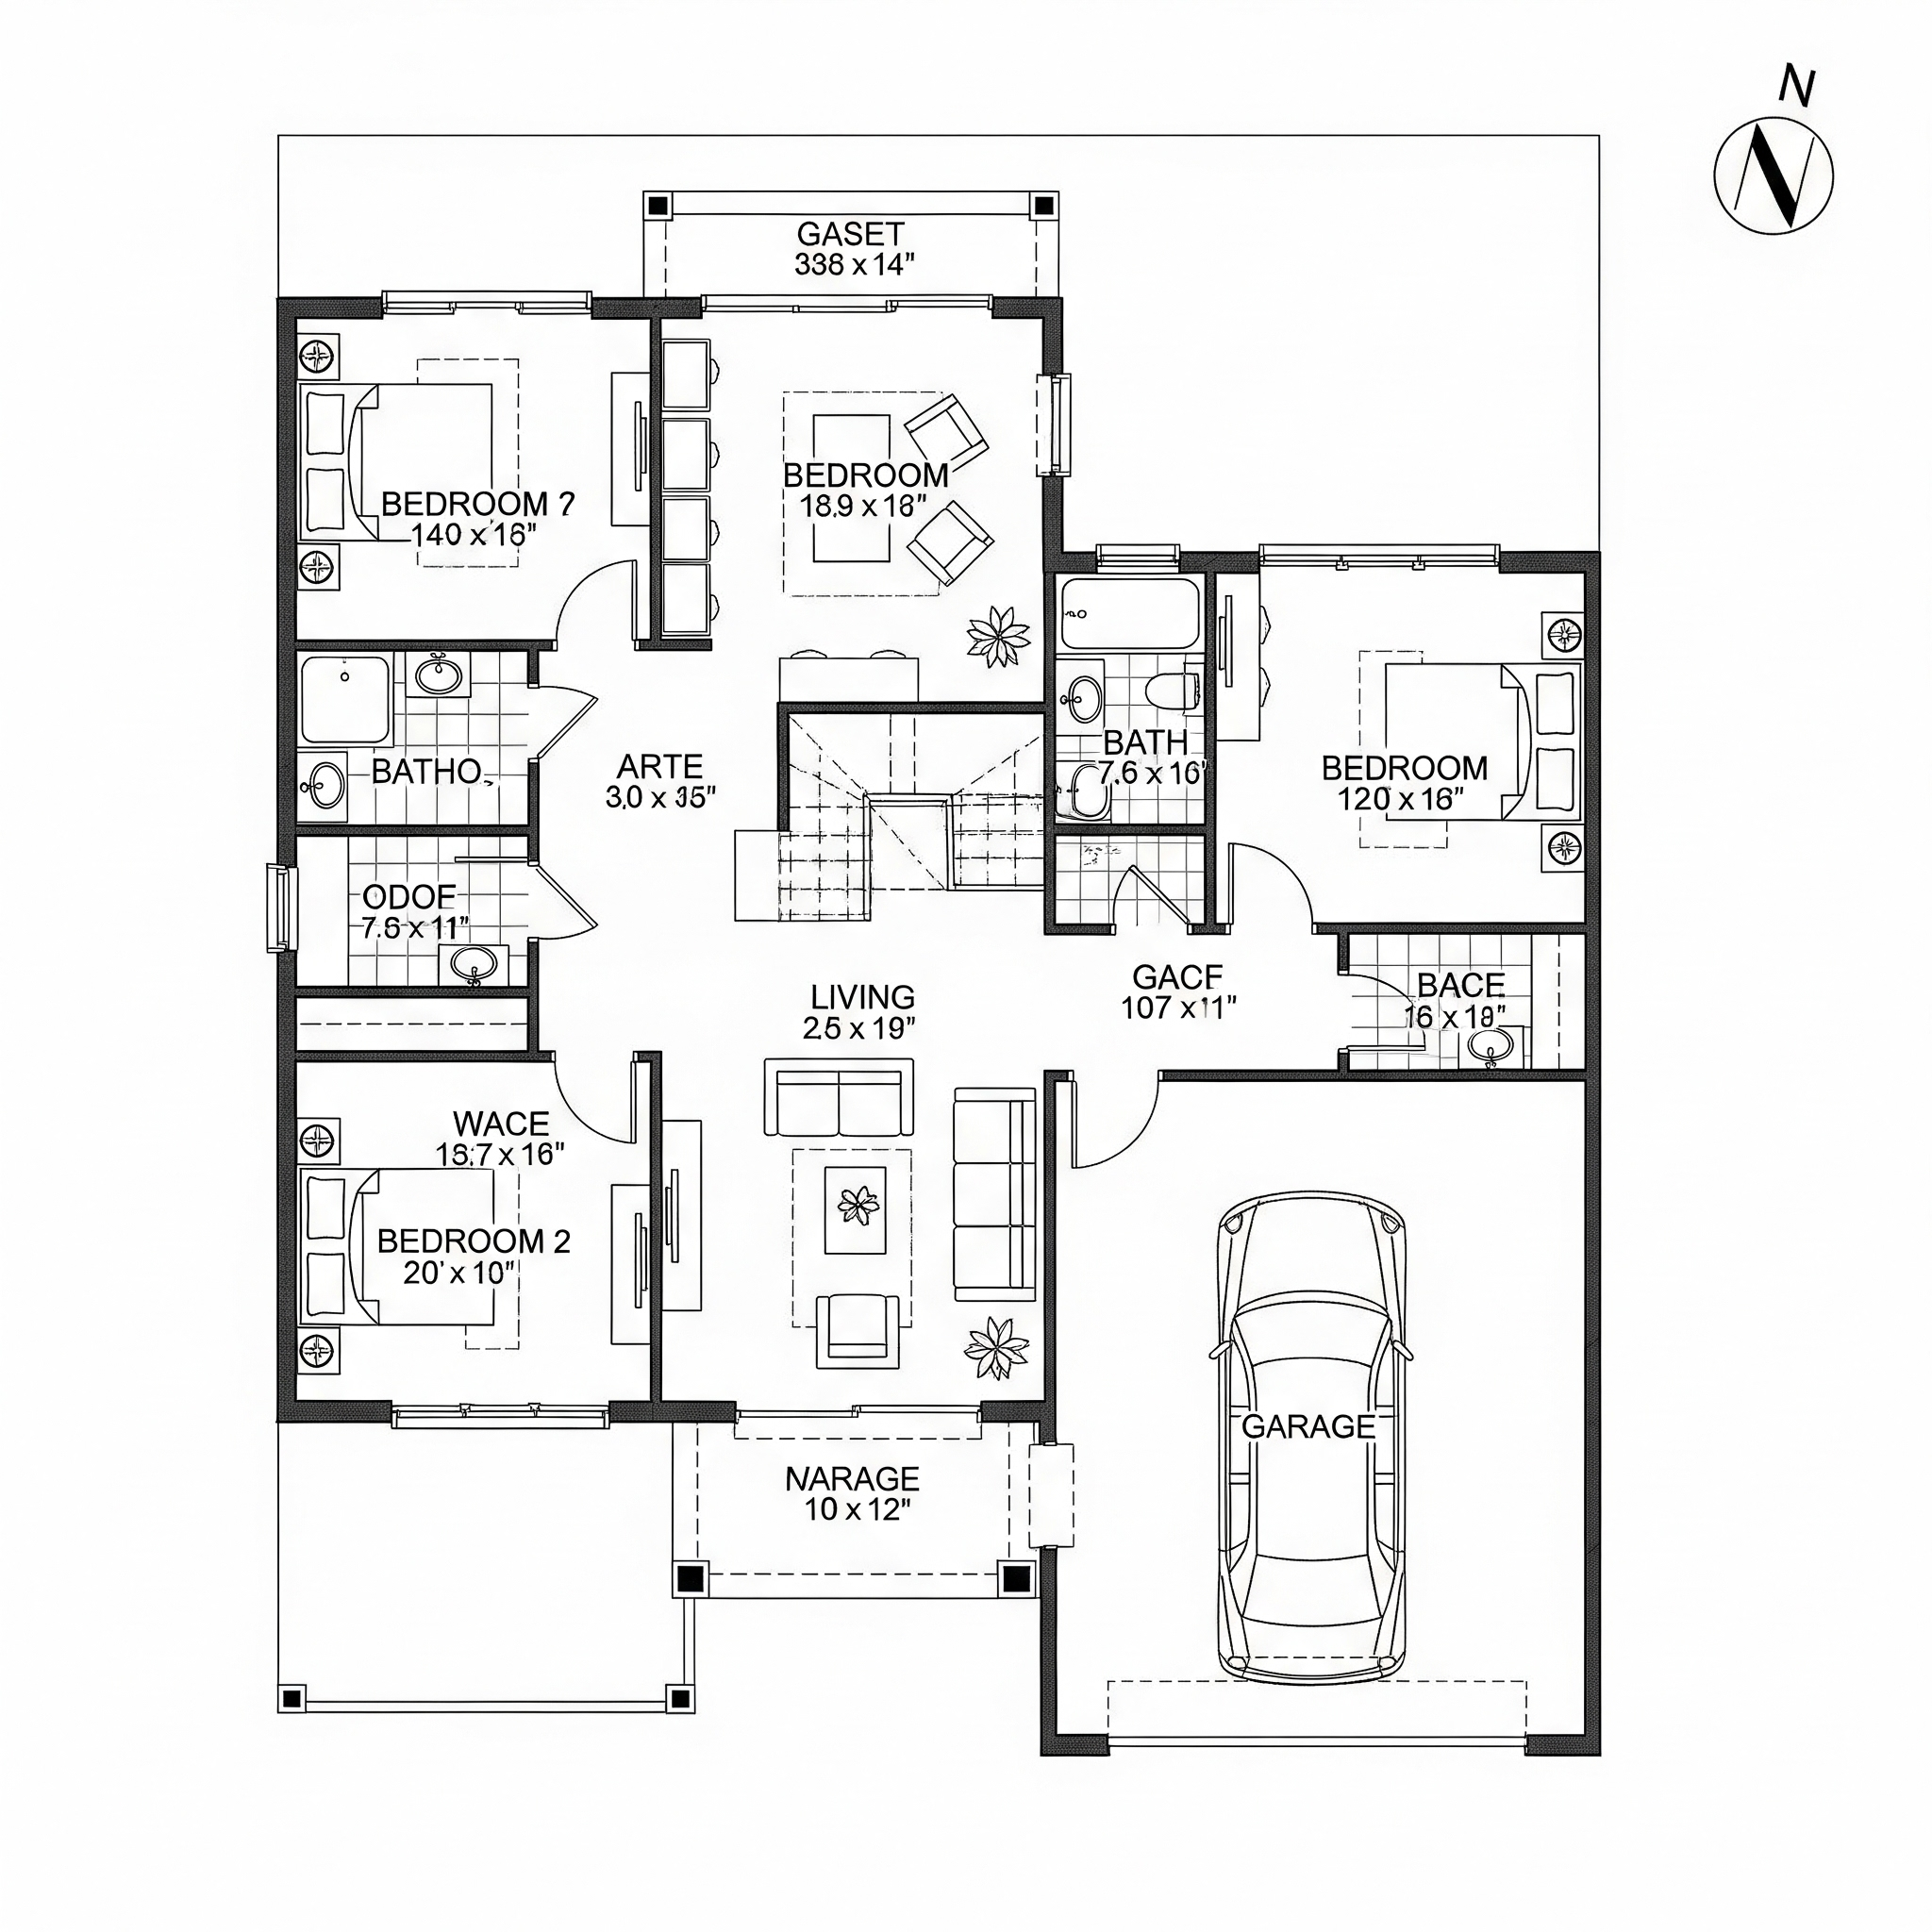 N
GASET
338 x 14"
BEDROOM
18.9 x 18"
BEDROOM ?
140 x 16"
BATHO
ARTE
3.0 x 35"
BATH
7.6 x 16'
BEDROOM
120 x 16"
ODOF
7.6 x 11"
LIVING
2.5 x 19"
GACF
107 x 11"
BACE
16 x 19"
WACE
18.7 x 16"
BEDROOM 2
20' x 10"
GARAGE
NARAGE
10 x 12"